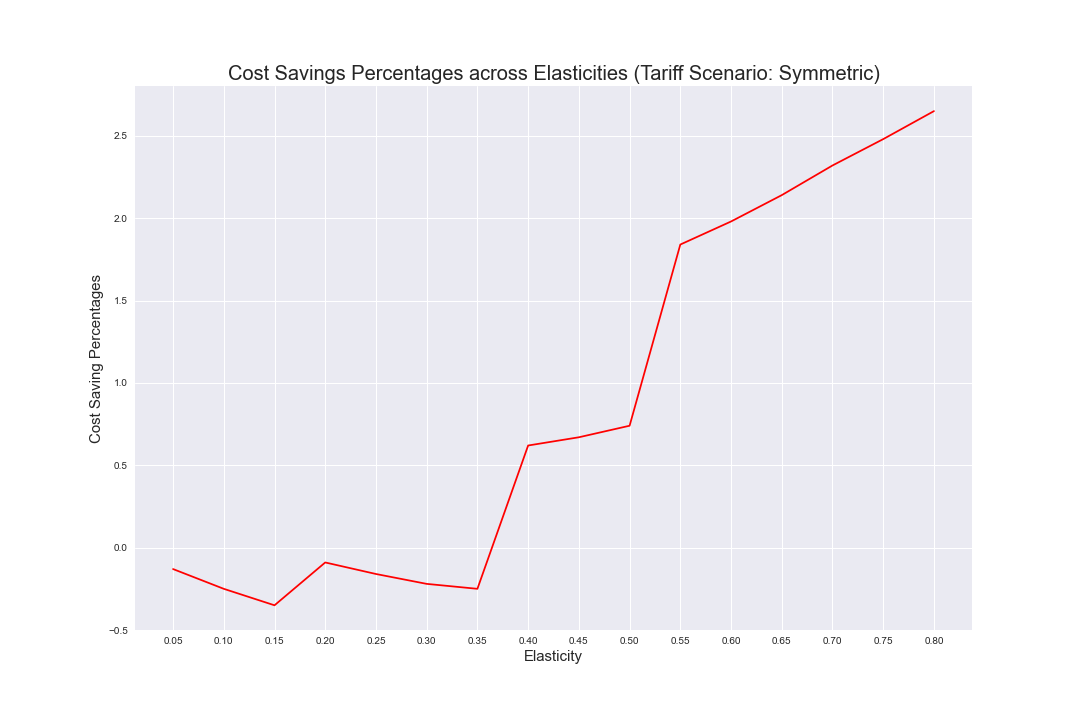 Cost Savings Percentages across Elasticities (Tariff Scenario: Symmetric)
Cost Saving Percentages
2.5
2.0
1.5
1.0
0.5
0.0
−0.5
0.05 0.10 0.15 0.20 0.25 0.30 0.35 0.40 0.45 0.50 0.55 0.60 0.65 0.70 0.75 0.80
Elasticity